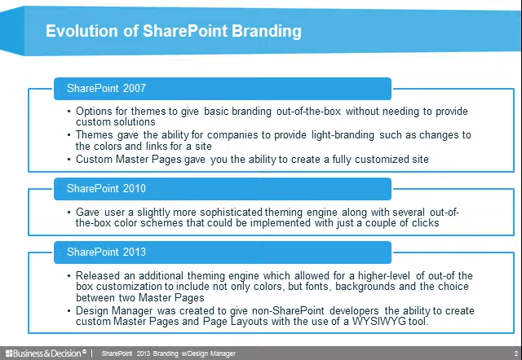 Evolution of SharePoint Branding
SharePoint 2007
• Options for themes to give basic branding out-of-the-box without needing to provide
custom solutions
• Themes gave the ability for companies to provide light-branding such as changes to
the colors and links for a site
• Custom Master Pages gave you the ability to create a fully customized site
SharePoint 2010
• Gave user a slightly more sophisticated theming engine along with several out-of-
the-box color schemes that could be implemented with just a couple of clicks
SharePoint 2013
• Released an additional theming engine which allowed for a higher-level of out-of the
box customization to include not only colors, but fonts, backgrounds and the choice
between two Master Pages
• Design Manager was created to give non-SharePoint developers the ability to create
custom Master Pages and Page Layouts with the use of a WYSIWYG tool.
Business&Decision® | SharePoint 2013 Branding w/Design Manager 2